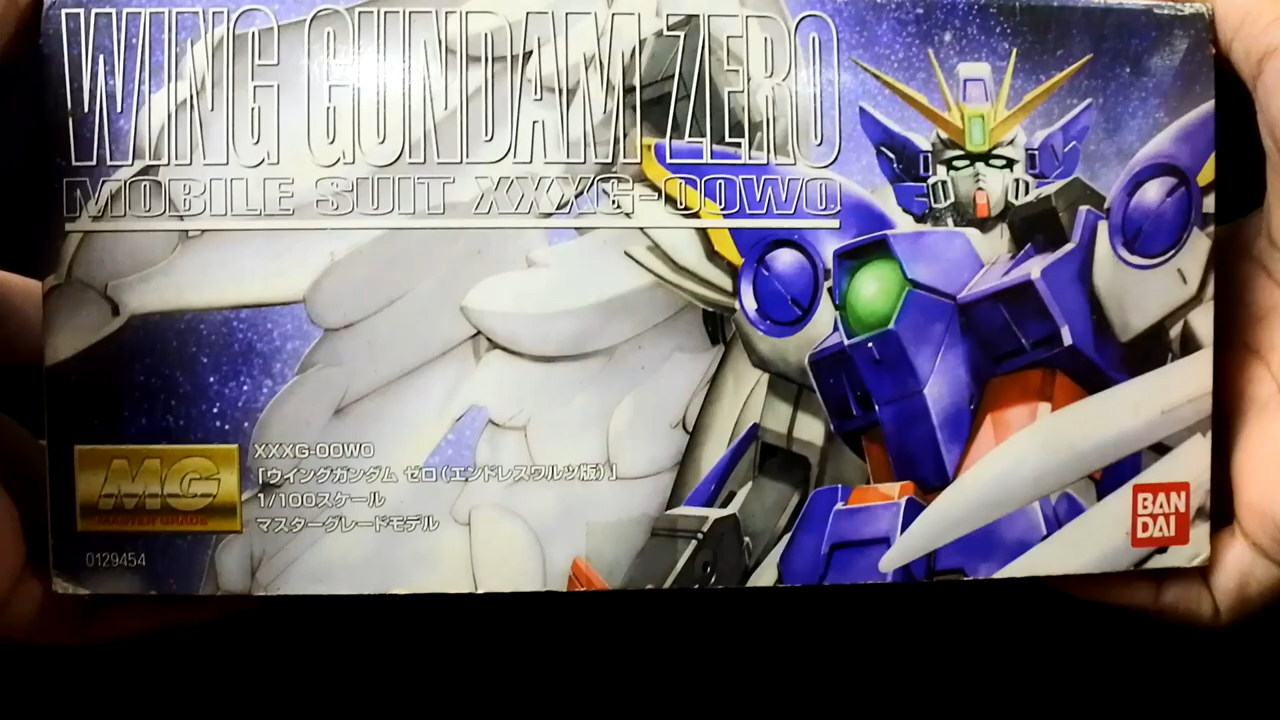 WING GUNDAM ZERO
MOBILE SUIT XXXG-00W0
MG
MASTER GRADE
XXXG-00W0
「ウイングガンダム ゼロ(エンドレスワルツ版)」
1/100スケール
マスターグレードモデル
0129454
BAN
DAI